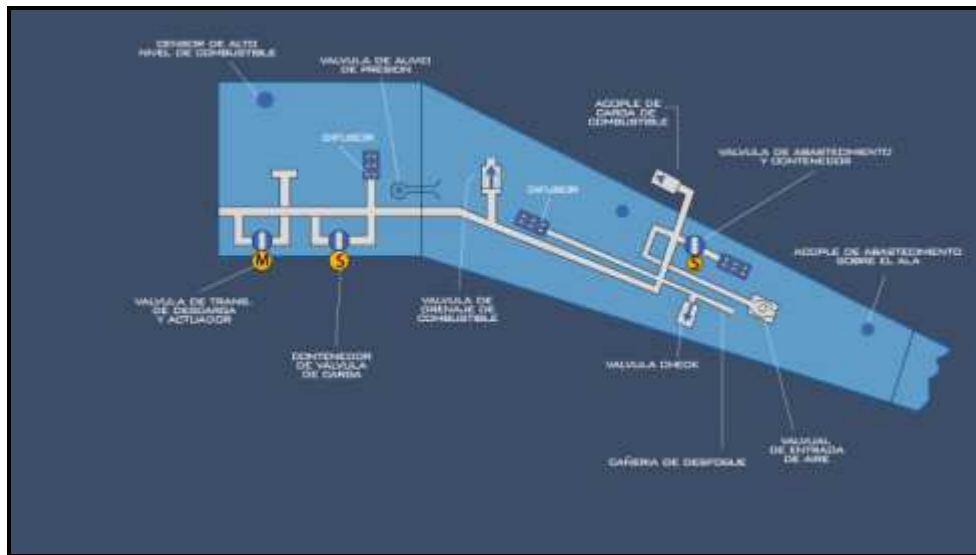 CENSOR DE ALTO
NIVEL DE COMBUSTIBLE
VALVULA DE ALIVIO
DE PRESION
ACOPLE DE
CARGA DE
COMBUSTIBLE
DIFUSOR
VALVULA DE ABASTECIMIENTO
Y CONTENEDOR
DIFUSOR
ACOPLE DE ABASTECIMIENTO
SOBRE EL ALA
S
M
S
VALVULA DE TRANS.
DE DESCARGA
Y ACTUADOR
VALVULA DE
DRENAJE DE
COMBUSTIBLE
CONTENEDOR
DE VALVULA
DE CARGA
VALVULA CHECK
VALVUAL
DE ENTRADA
DE AIRE
CAÑERIA DE DESFOGUE